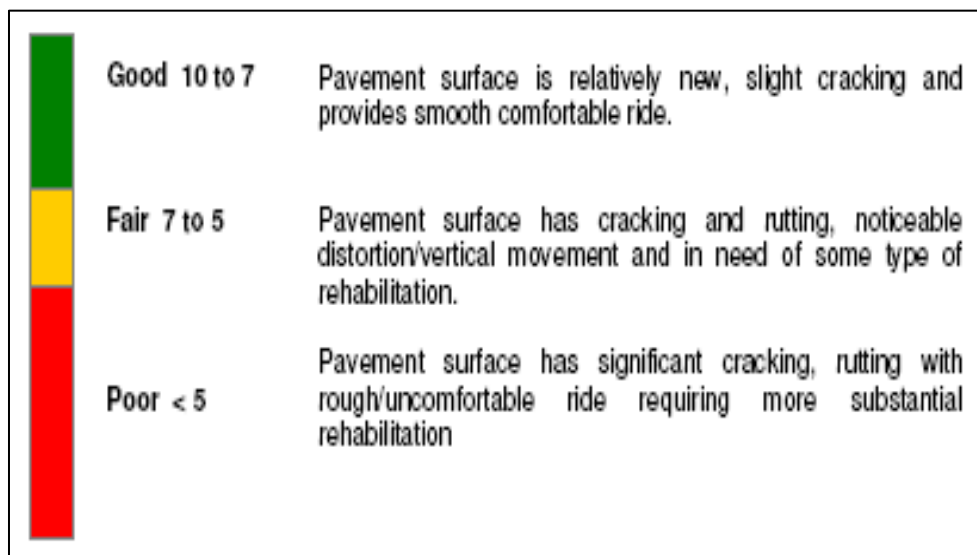 Good 10 to 7
Pavement surface is relatively new, slight cracking and
provides smooth comfortable ride.
Fair 7 to 5
Pavement surface has cracking and rutting, noticeable
distortion/vertical movement and in need of some type of
rehabilitation.
Poor < 5
Pavement surface has significant cracking, rutting with
rough/uncomfortable ride requiring more substantial
rehabilitation